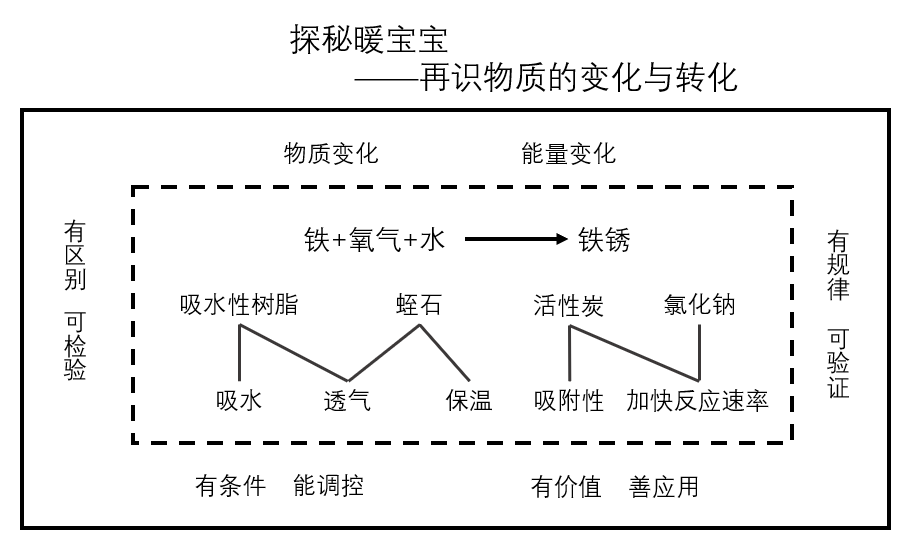 探秘暖宝宝
——再识物质的变化与转化
物质变化 能量变化
有区别 可检验
铁+氧气+水 铁锈
吸水性树脂 蛭石 活性炭 氯化钠
吸水 透气 保温 吸附性 加快反应速率
有规律 可验证
有条件 能调控 有价值 善应用